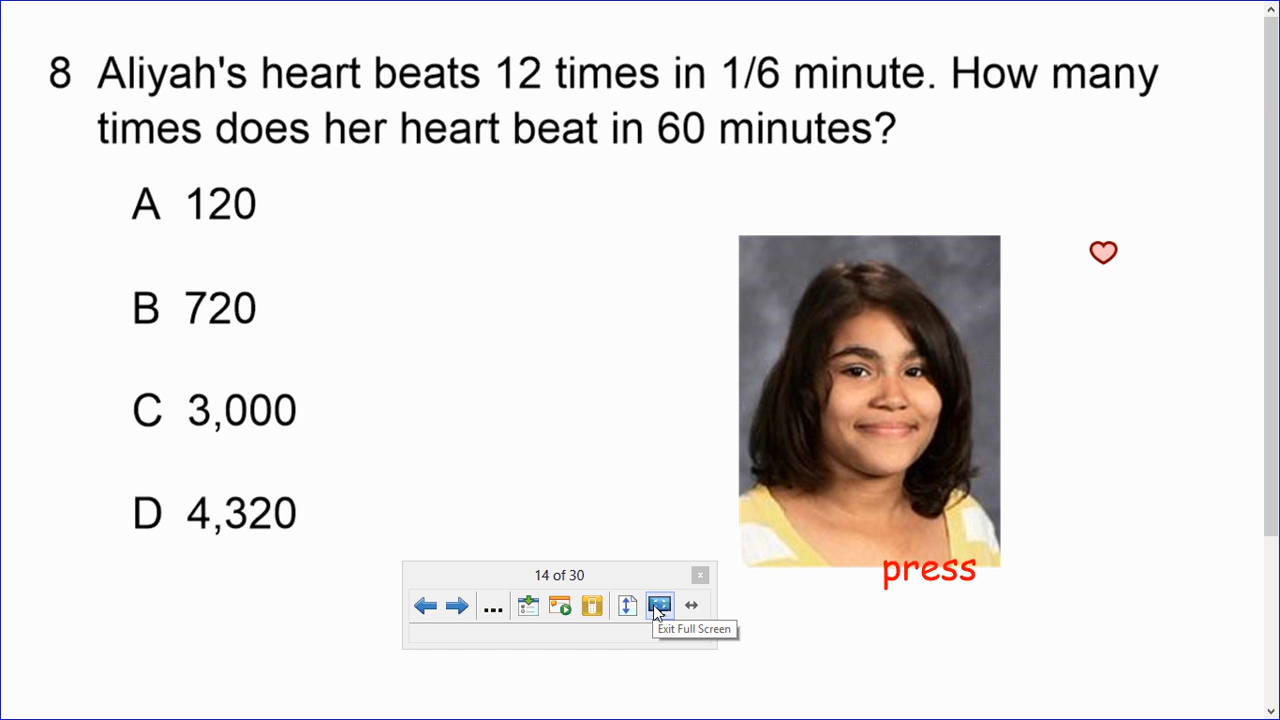 8 Aliyah's heart beats 12 times in 1/6 minute. How many
times does her heart beat in 60 minutes?
A 120
B 720
C 3,000
D 4,320
press
14 of 30
x
...
Exit Full Screen